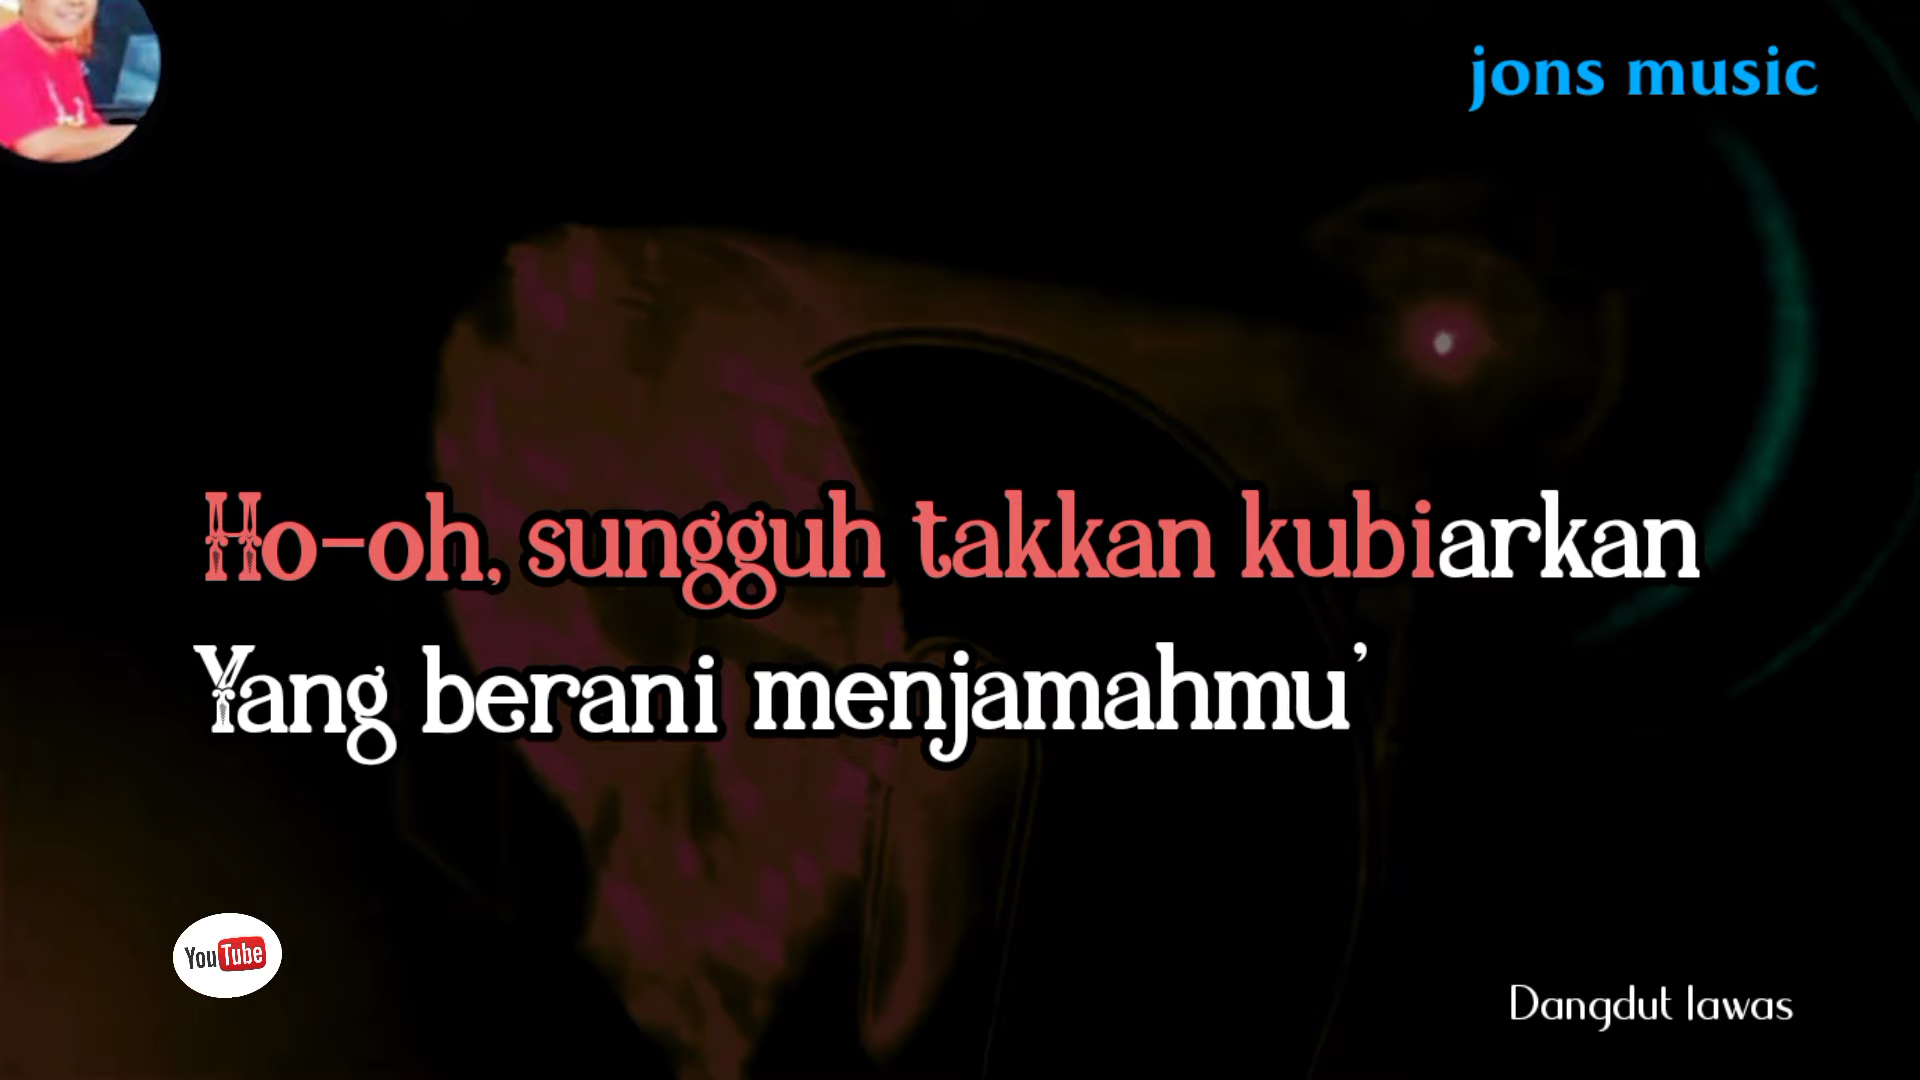 jons music
Ho-oh, sungguh takkan kubiarkan
Yang berani menjamahmu'
YouTube
Dangdut lawas